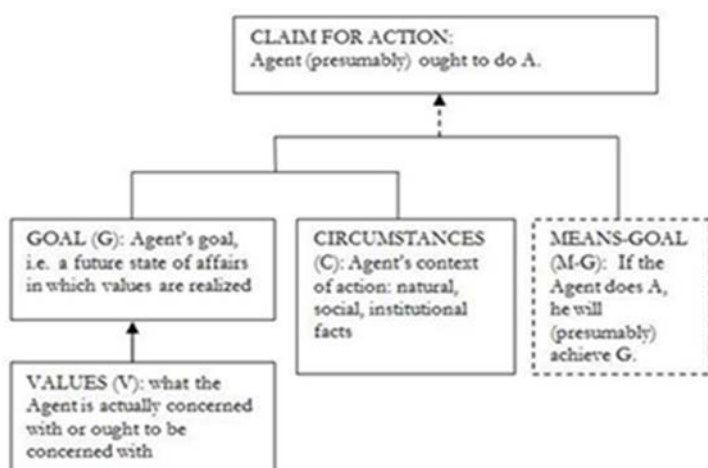 CLAIM FOR ACTION:
Agent (presumably) ought to do A.
GOAL (G): Agent's goal,
i.e. a future state of affairs
in which values are realized
CIRCUMSTANCES
(C): Agent's context
of action: natural,
social, institutional
facts
MEANS-GOAL
(M-G): If the
Agent does A,
he will
(presumably)
achieve G.
VALUES (V): what the
Agent is actually concerned
with or ought to be
concerned with